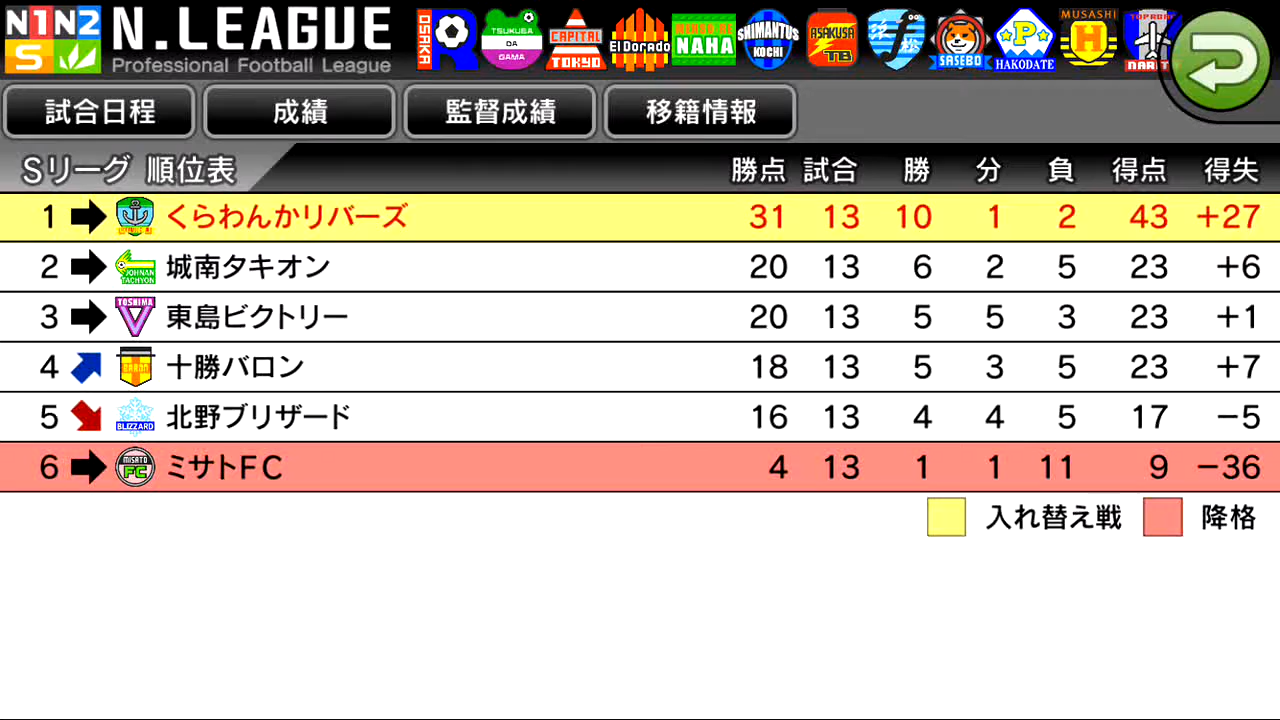 N1 N2 S N.LEAGUE
Professional Football League
OSAKA R TSUKUBA DA GAMA CAPITAL TOKYO El Dorado NAHA SHIMANTUS KOCHI ASAKUSA TB SASEBO P HAKODATE MUSASHI H
試合日程 成績 監督成績 移籍情報
Sリーグ 順位表 勝点 試合 勝 分 負 得点 得失
1 くらわんかリバーズ 31 13 10 1 2 43 +27
2 JOHNAN TACHYON 城南タキオン 20 13 6 2 5 23 +6
3 TOSHIMA 東島ビクトリー 20 13 5 5 3 23 +1
4 BARON 十勝バロン 18 13 5 3 5 23 +7
5 BLIZZARD 北野ブリザード 16 13 4 4 5 17 −5
6 MISATO FC ミサトFC 4 13 1 1 11 9 −36
入れ替え戦 降格